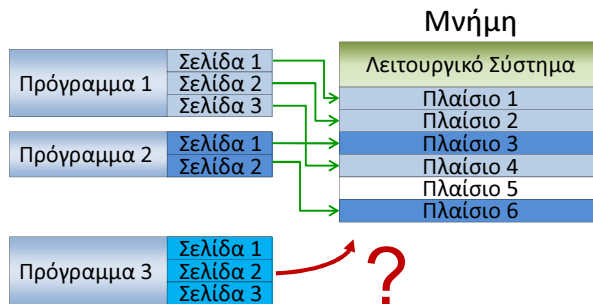 Μνήμη
Λειτουργικό Σύστημα
Πρόγραμμα 1
Σελίδα 1
Σελίδα 2
Σελίδα 3
Πρόγραμμα 2
Σελίδα 1
Σελίδα 2
Πλαίσιο 1
Πλαίσιο 2
Πλαίσιο 3
Πλαίσιο 4
Πλαίσιο 5
Πλαίσιο 6
Πρόγραμμα 3
Σελίδα 1
Σελίδα 2
Σελίδα 3
?